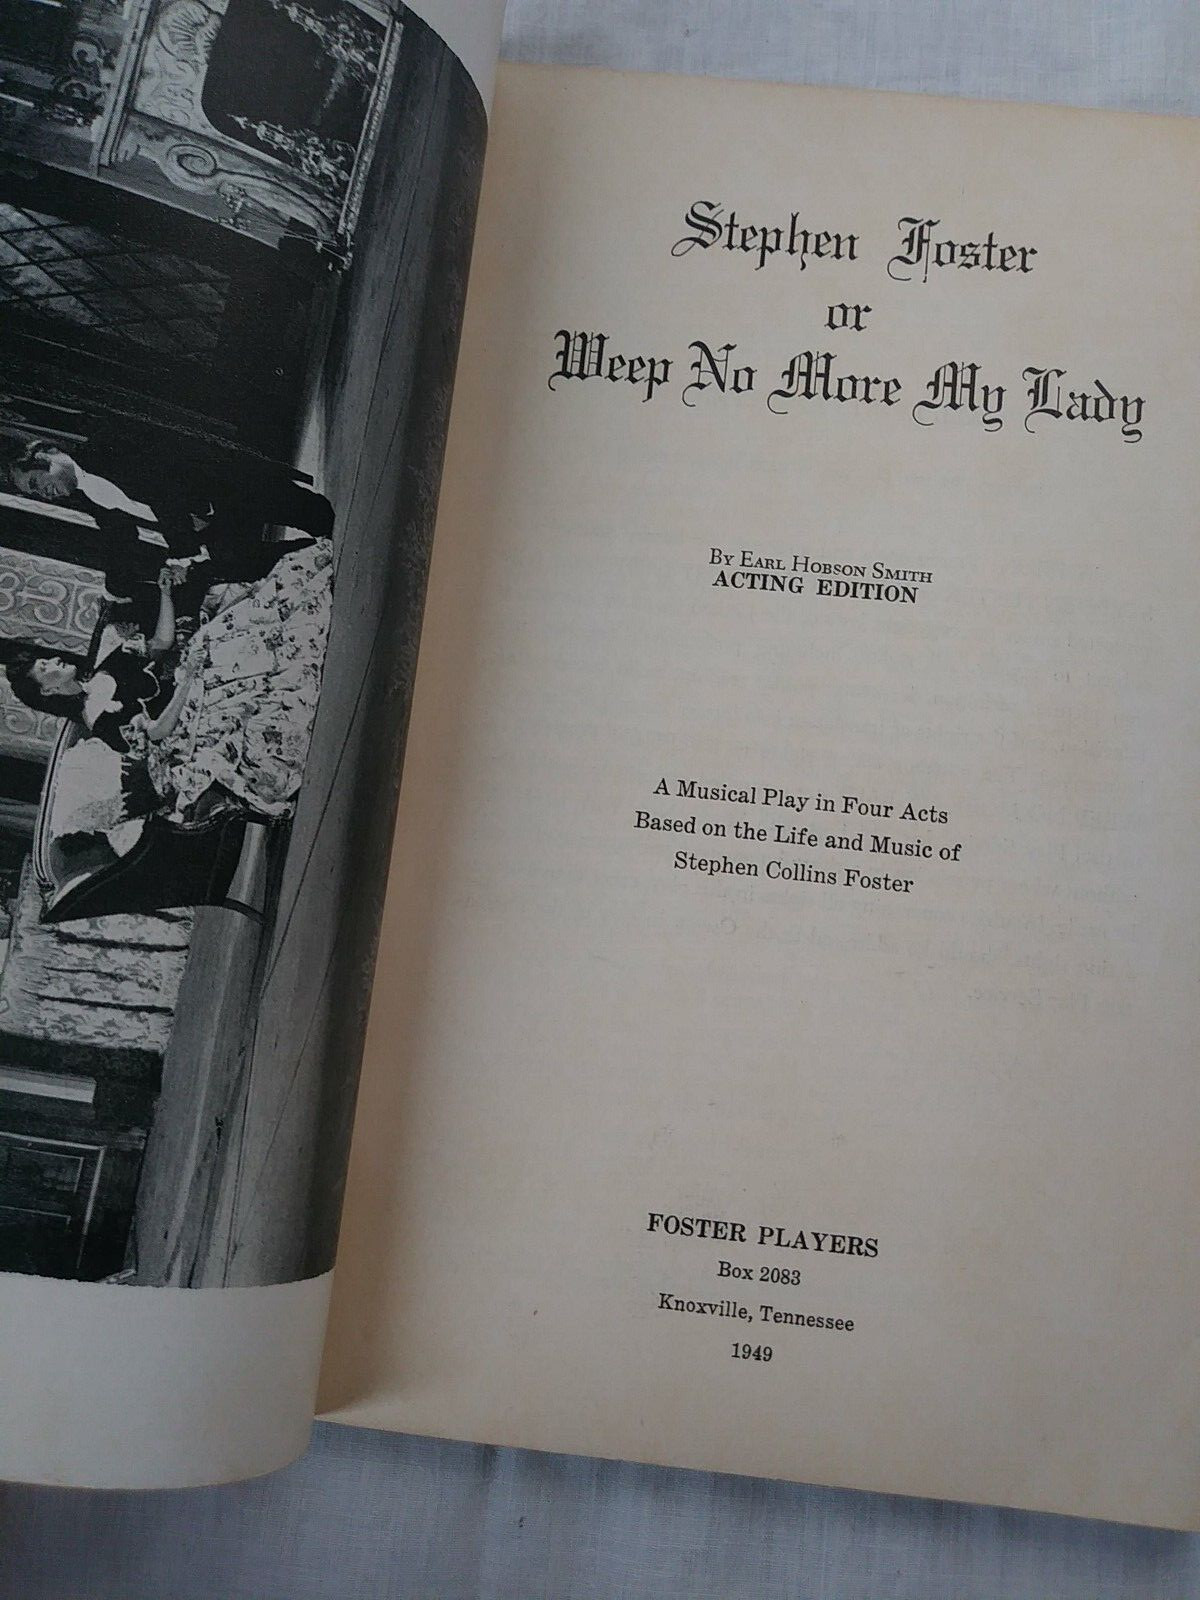 Stephen Foster
or
Weep No More My Lady
By Earl Hobson Smith
ACTING EDITION
A Musical Play in Four Acts
Based on the Life and Music of
Stephen Collins Foster
FOSTER PLAYERS
Box 2083
Knoxville, Tennessee
1949